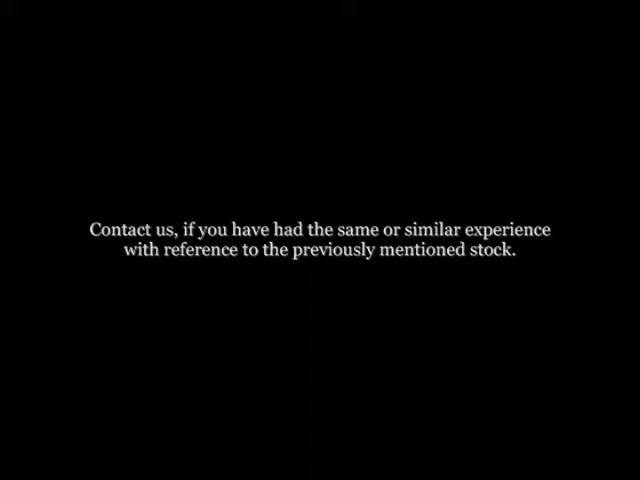 Contact us, if you have had the same or similar experience
with reference to the previously mentioned stock.